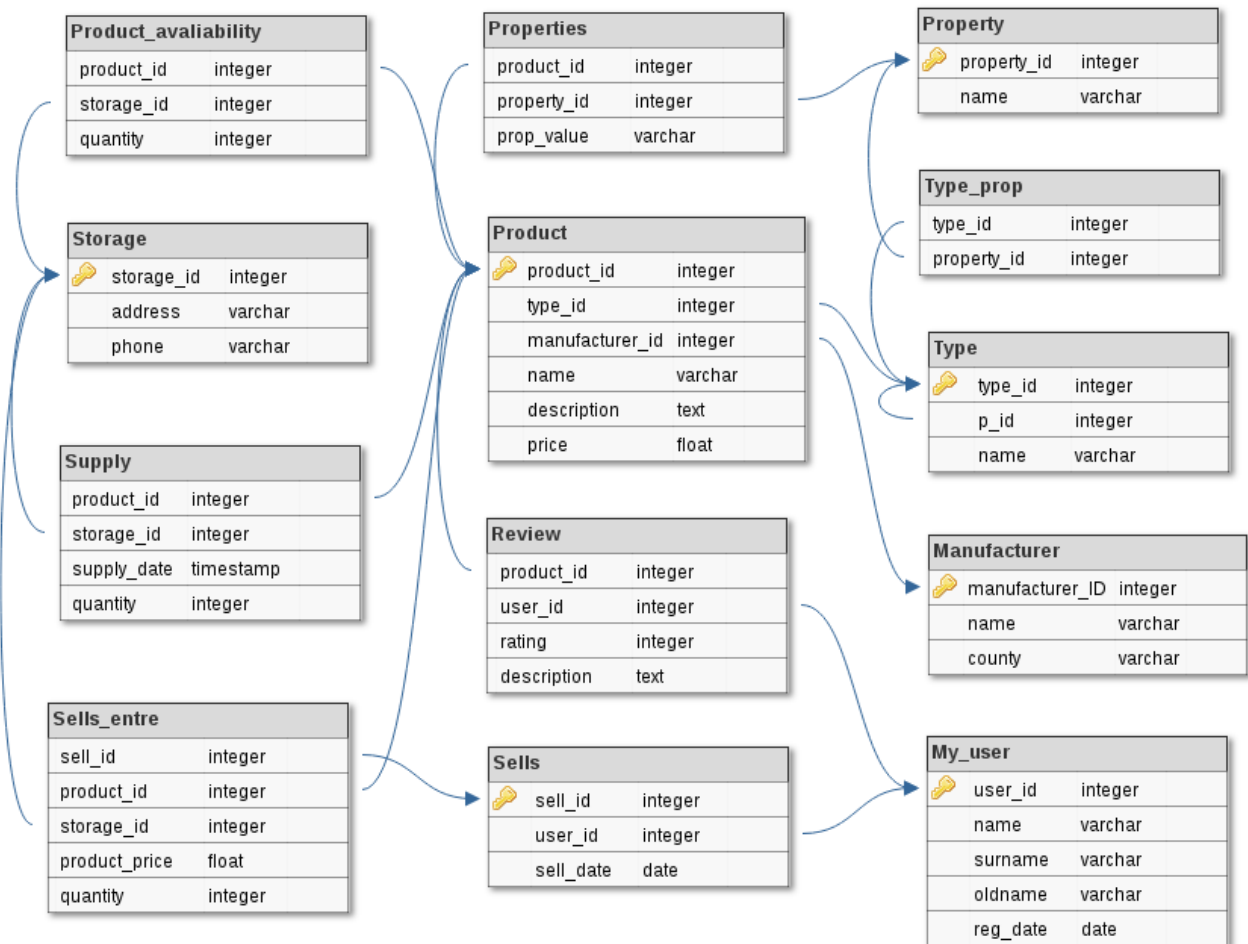 Product_avaliability
product_id integer
storage_id integer
quantity integer
Storage
storage_id integer
address varchar
phone varchar
Supply
product_id integer
storage_id integer
supply_date timestamp
quantity integer
Sells_entre
sell_id integer
product_id integer
storage_id integer
product_price float
quantity integer
Properties
product_id integer
property_id integer
prop_value varchar
Product
product_id integer
type_id integer
manufacturer_id integer
name varchar
description text
price float
Review
product_id integer
user_id integer
rating integer
description text
Sells
sell_id integer
user_id integer
sell_date date
Property
property_id integer
name varchar
Type_prop
type_id integer
property_id integer
Type
type_id integer
p_id integer
name varchar
Manufacturer
manufacturer_ID integer
name varchar
county varchar
My_user
user_id integer
name varchar
surname varchar
oldname varchar
reg_date date